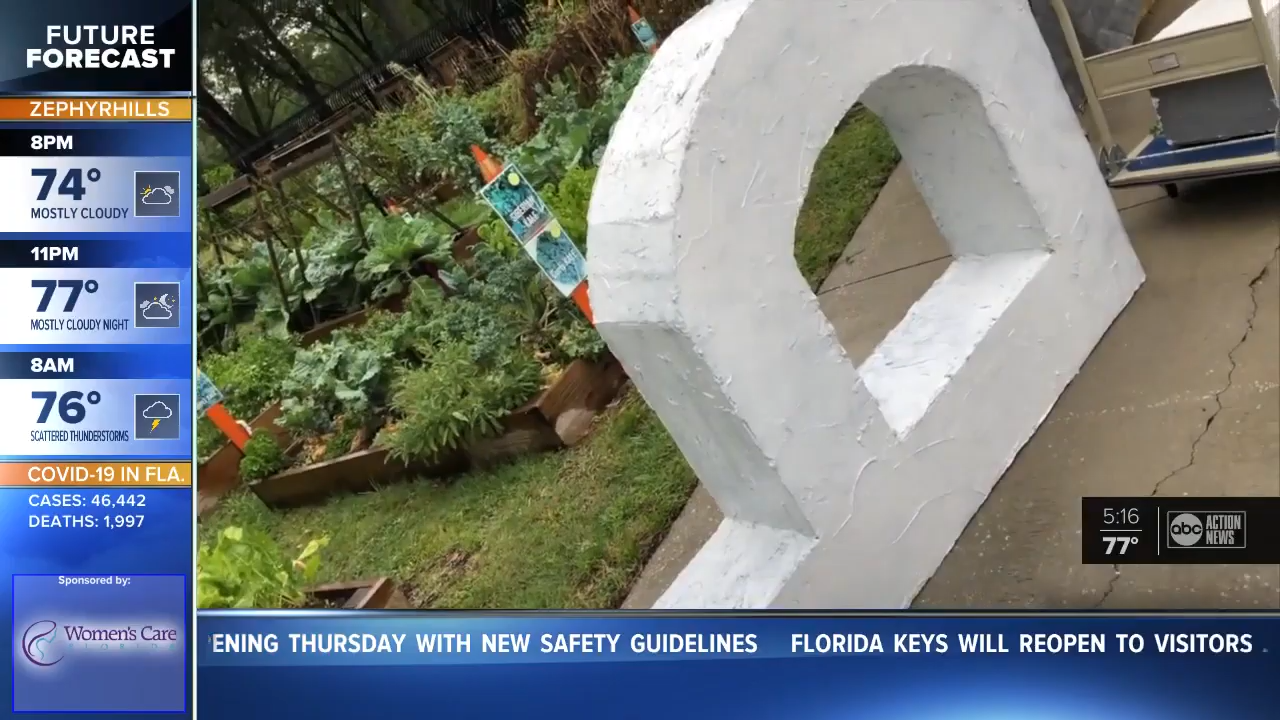 FUTURE
FORECAST
ZEPHYRHILLS
8PM
74°
MOSTLY CLOUDY
11PM
77°
MOSTLY CLOUDY NIGHT
8AM
76°
SCATTERED THUNDERSTORMS
COVID-19 IN FLA.
CASES: 46,442
DEATHS: 1,997
Sponsored by:
Women's Care
FLORIDA
5:16
77°
abc
ACTION
NEWS
ENING THURSDAY WITH NEW SAFETY GUIDELINES FLORIDA KEYS WILL REOPEN TO VISITORS